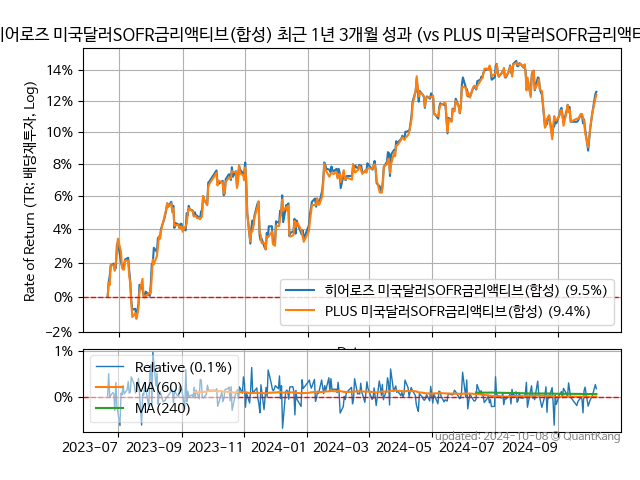 히어로즈 미국달러SOFR금리액티브(합성) 최근 1년 3개월 성과 (vs PLUS 미국달러SOFR금리액티
Rate of Return (TR: 배당재투자, Log)
14%
12%
10%
8%
6%
4%
2%
0%
-2%
히어로즈 미국달러SOFR금리액티브(합성) (9.5%)
PLUS 미국달러SOFR금리액티브(합성) (9.4%)
1%
0%
Relative (0.1%)
MA(60)
MA(240)
2023-07 2023-09 2023-11 2024-01 2024-03 2024-05 2024-07 2024-09
updated: 2024-10-08 © QuantKang